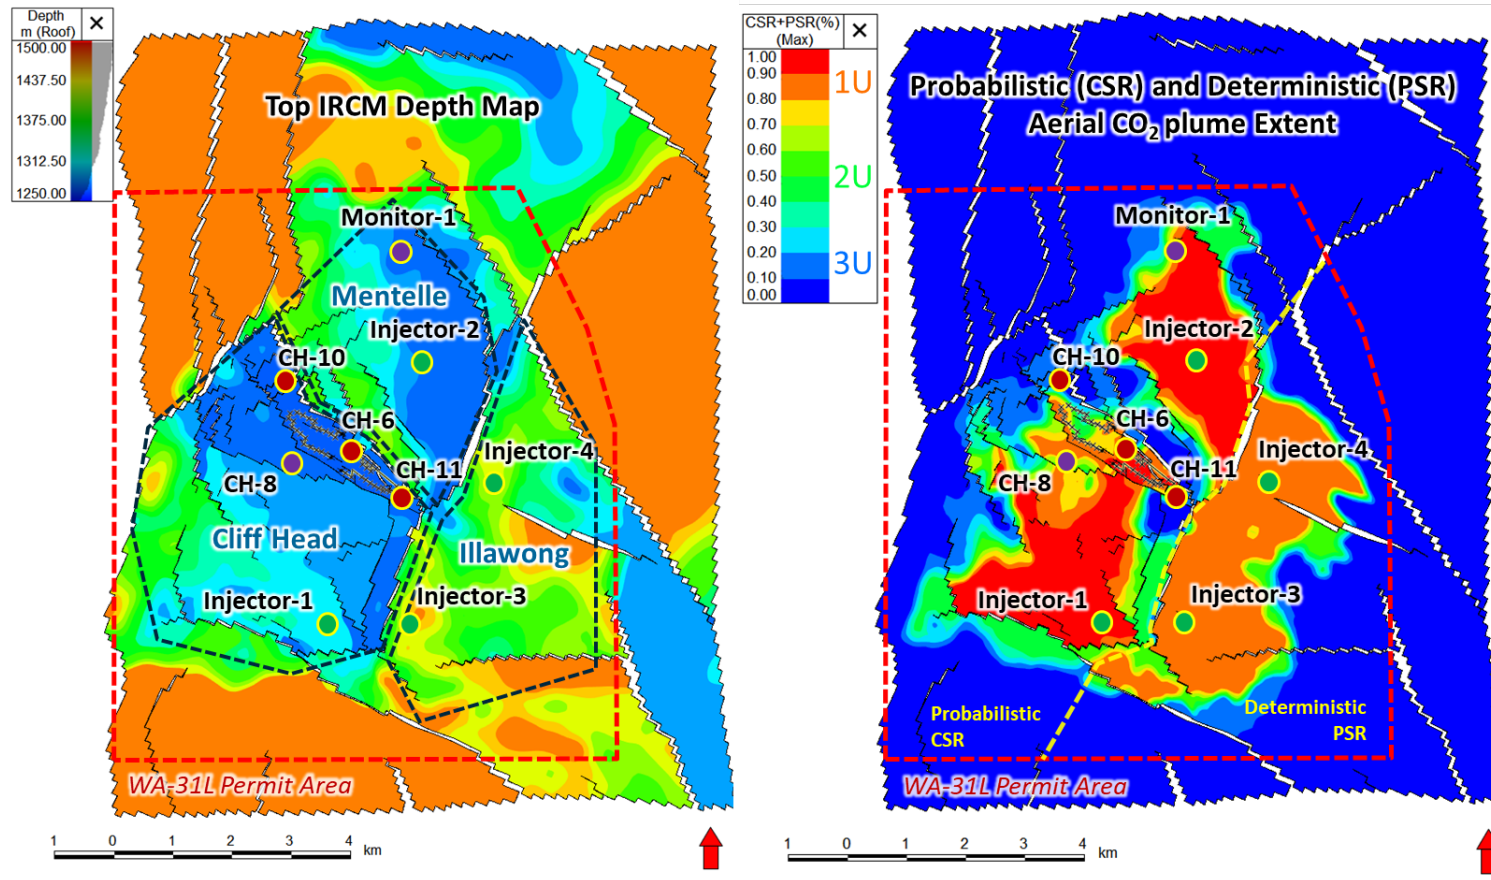 Depth
m (Roof)
1500.00
1437.50
1375.00
1312.50
1250.00
Top IRCM Depth Map
Monitor-1
Mentelle
Injector-2
CH-10
CH-6
Injector-4
CH-11
CH-8
Cliff Head
Illawong
Injector-1
Injector-3
WA-31L Permit Area
1 0 1 2 3 4 km
CSR+PSR(%)
(Max)
1.00
0.90
0.80
0.70
0.60
0.50
0.40
0.30
0.20
0.10
0.00
1U
2U
3U
Probabilistic (CSR) and Deterministic (PSR)
Aerial CO₂ plume Extent
Monitor-1
Injector-2
CH-10
CH-6
Injector-4
CH-11
CH-8
Injector-1
Injector-3
Probabilistic
CSR
Deterministic
PSR
WA-31L Permit Area
1 0 1 2 3 4 km